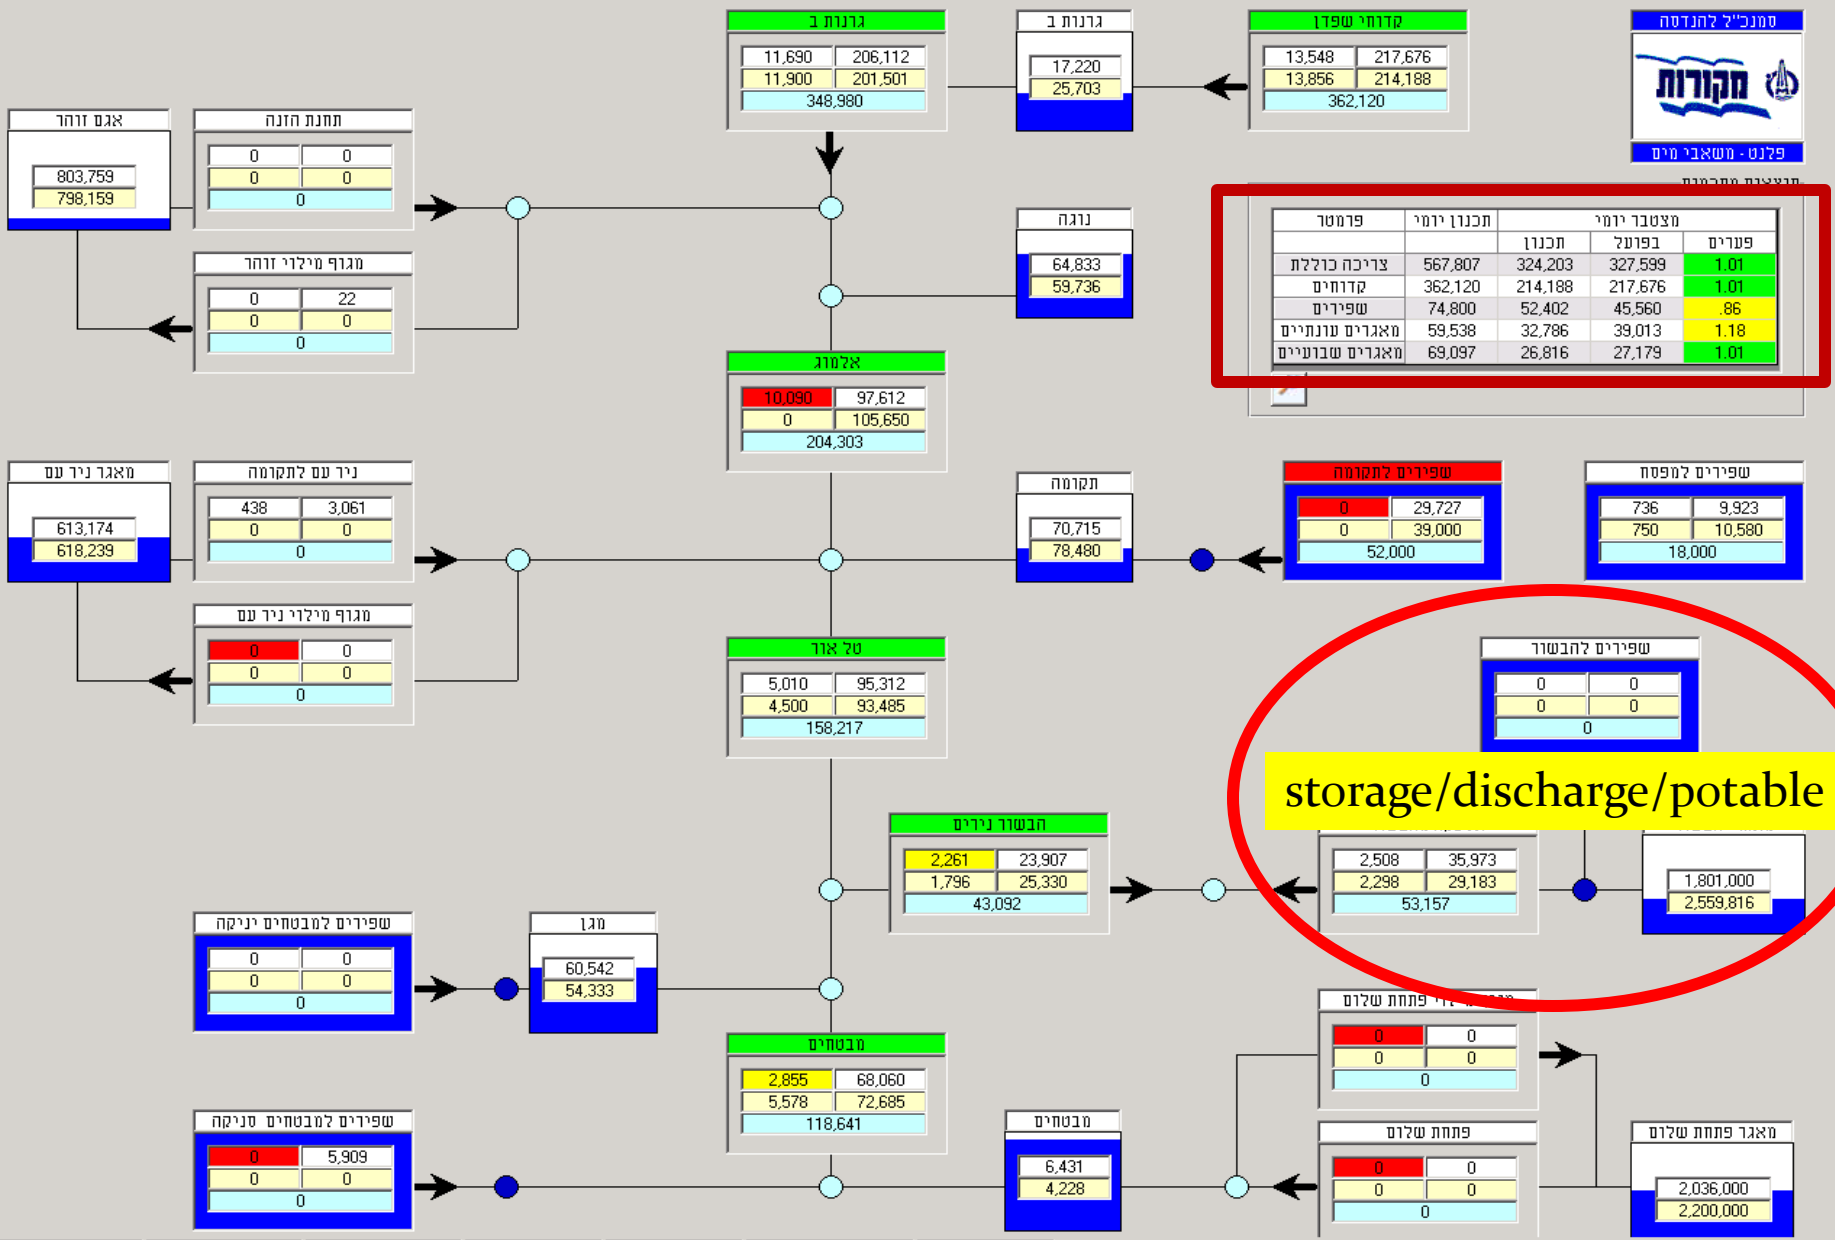 גרנות ב
11,690 206,112
11,900 201,501
348,980
גרנות ב
17,220
25,703
קדוחי שפדן
13,548 217,676
13,856 214,188
362,120
סמנכ"ל להנדסה
מקורות
פלנט - משאבי מים
אגם זוהר
803,759
798,159
תחנת הזנה
0 0
0 0
0
מגוף מילוי זוהר
0 22
0 0
0
נוגה
64,833
59,736
פרמטר תכנון יומי מצטבר יומי
תכנון בפועל פערים
צריכה כוללת 567,807 324,203 327,599 1.01
קדוחים 362,120 214,188 217,676 1.01
שפירים 74,800 52,402 45,560 .86
מאגרים עונתיים 59,538 32,786 39,013 1.18
מאגרים שבועיים 69,097 26,816 27,179 1.01
אלמוג
10,090 97,612
0 105,650
204,303
מאגר ניר עם
613,174
618,239
ניר עם לתקומה
438 3,061
0 0
0
תקומה
70,715
78,480
שפירים לתקומה
0 29,727
0 39,000
52,000
שפירים למפסח
736 9,923
750 10,580
18,000
מגוף מילוי ניר עם
0 0
0 0
0
טל אור
5,010 95,312
4,500 93,485
158,217
שפירים להבשור
0 0
0 0
0
storage/discharge/potable
הבשור נירים
2,261 23,907
1,796 25,330
43,092
2,508 35,973
2,298 29,183
53,157
1,801,000
2,559,816
שפירים למבטחים יניקה
0 0
0 0
0
מגן
60,542
54,333
פתחת שלום
0 0
0 0
0
מבטחים
2,855 68,060
5,578 72,685
118,641
שפירים למבטחים סניקה
0 5,909
0 0
0
מבטחים
6,431
4,228
פתחת שלום
0 0
0 0
0
מאגר פתחת שלום
2,036,000
2,200,000